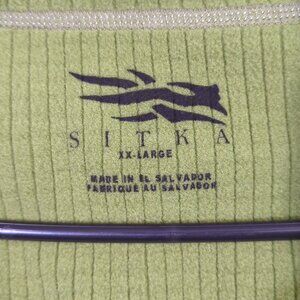 SITKA
XX-LARGE
MADE IN EL SALVADOR
FABRIQUE AU SALVADOR